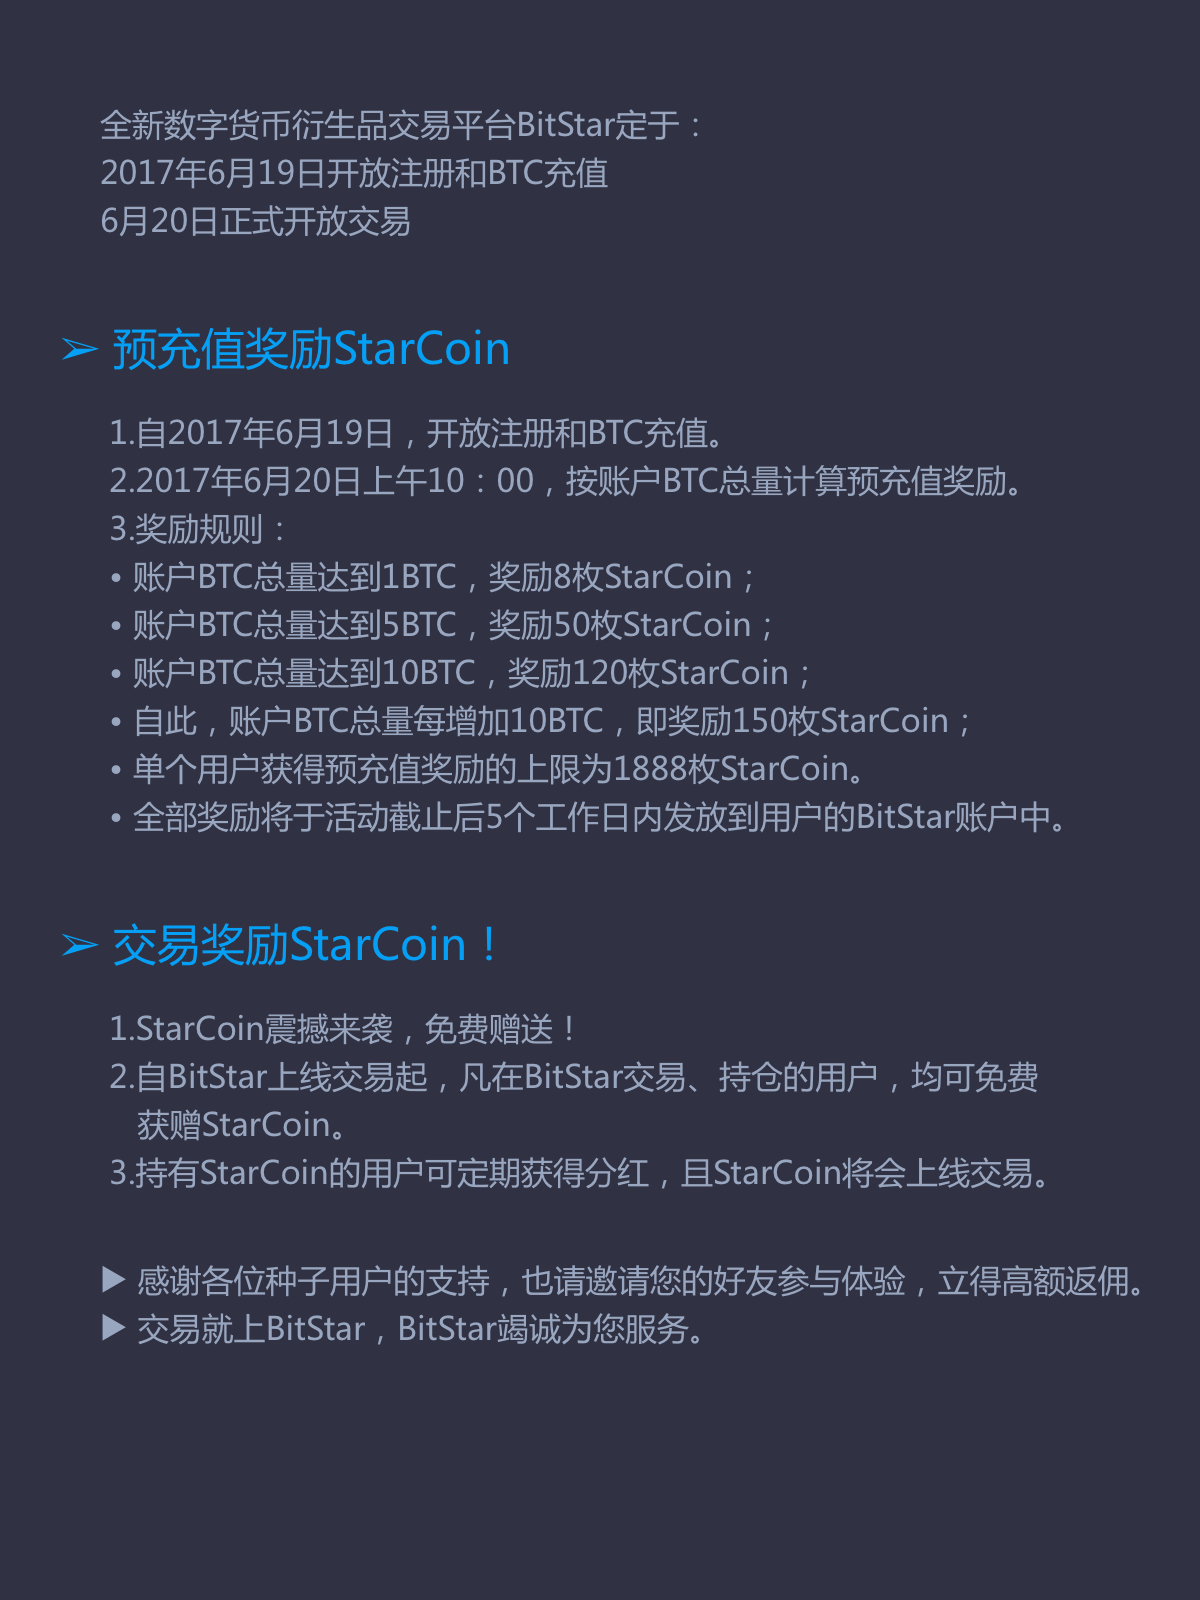 全新数字货币衍生品交易平台BitStar定于：
2017年6月19日开放注册和BTC充值
6月20日正式开放交易
➢ 预充值奖励StarCoin
1.自2017年6月19日，开放注册和BTC充值。
2.2017年6月20日上午10：00，按账户BTC总量计算预充值奖励。
3.奖励规则：
• 账户BTC总量达到1BTC，奖励8枚StarCoin；
• 账户BTC总量达到5BTC，奖励50枚StarCoin；
• 账户BTC总量达到10BTC，奖励120枚StarCoin；
• 自此，账户BTC总量每增加10BTC，即奖励150枚StarCoin；
• 单个用户获得预充值奖励的上限为1888枚StarCoin。
• 全部奖励将于活动截止后5个工作日内发放到用户的BitStar账户中。
➢ 交易奖励StarCoin！
1.StarCoin震撼来袭，免费赠送！
2.自BitStar上线交易起，凡在BitStar交易、持仓的用户，均可免费
获赠StarCoin。
3.持有StarCoin的用户可定期获得分红，且StarCoin将会上线交易。
▶ 感谢各位种子用户的支持，也请邀请您的好友参与体验，立得高额返佣。
▶ 交易就上BitStar，BitStar竭诚为您服务。